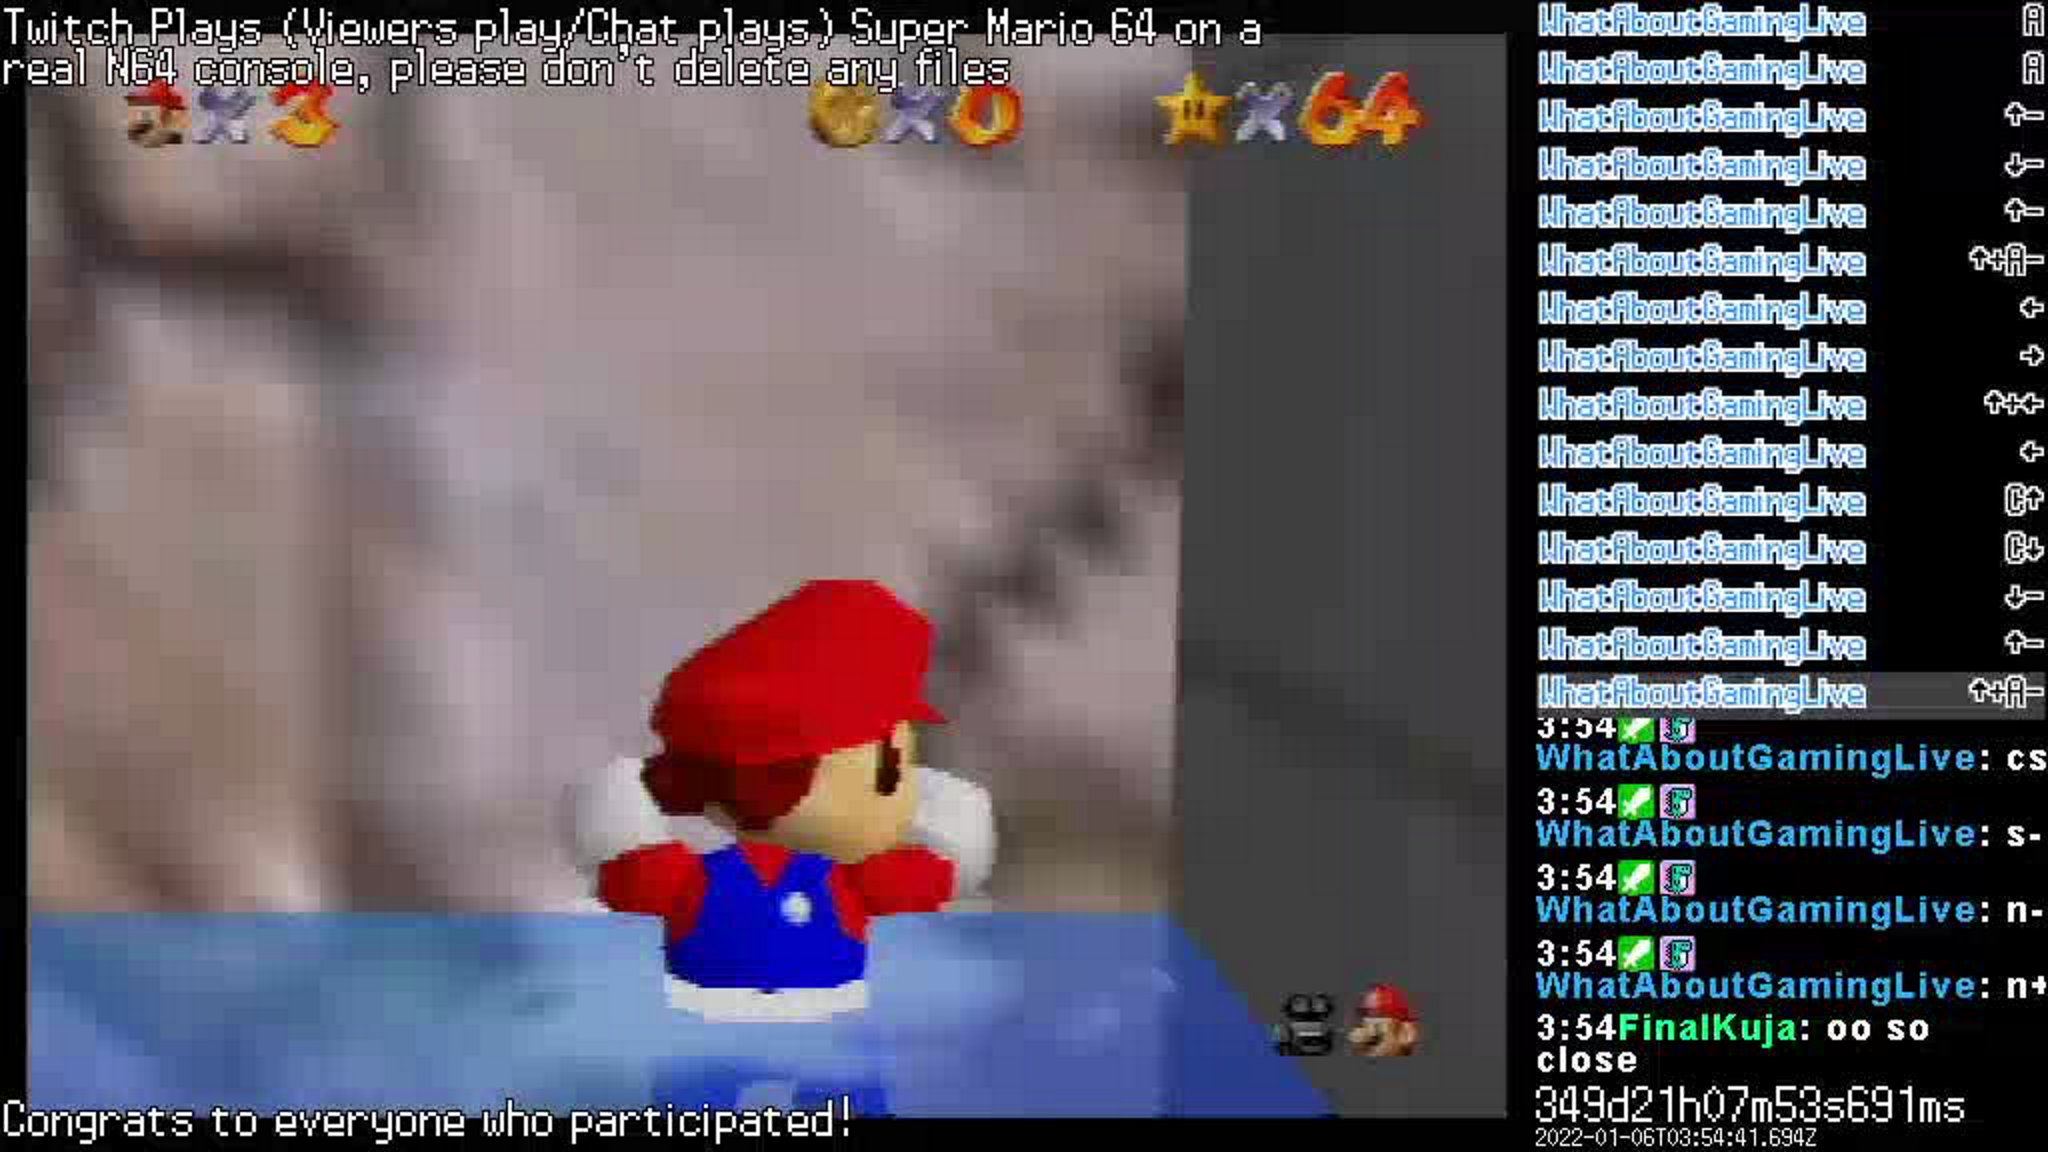 Twitch Plays (Viewers play/Chat plays) Super Mario 64 on a
real N64 console, please don't delete any files
× 3
× 0
× 64
WhatAboutGamingLive A
WhatAboutGamingLive A
WhatAboutGamingLive ↑-
WhatAboutGamingLive ↓-
WhatAboutGamingLive ↑-
WhatAboutGamingLive ↑+A-
WhatAboutGamingLive ←
WhatAboutGamingLive →
WhatAboutGamingLive ↑+←
WhatAboutGamingLive ←
WhatAboutGamingLive C↑
WhatAboutGamingLive C↓
WhatAboutGamingLive ↓-
WhatAboutGamingLive ↑-
WhatAboutGamingLive ↑+A-
3:54
WhatAboutGamingLive: cs
3:54
WhatAboutGamingLive: s-
3:54
WhatAboutGamingLive: n-
3:54
WhatAboutGamingLive: n+
3:54FinalKuja: oo so
close
349d21h07m53s691ms
2022-01-06T03:54:41.694Z
Congrats to everyone who participated!